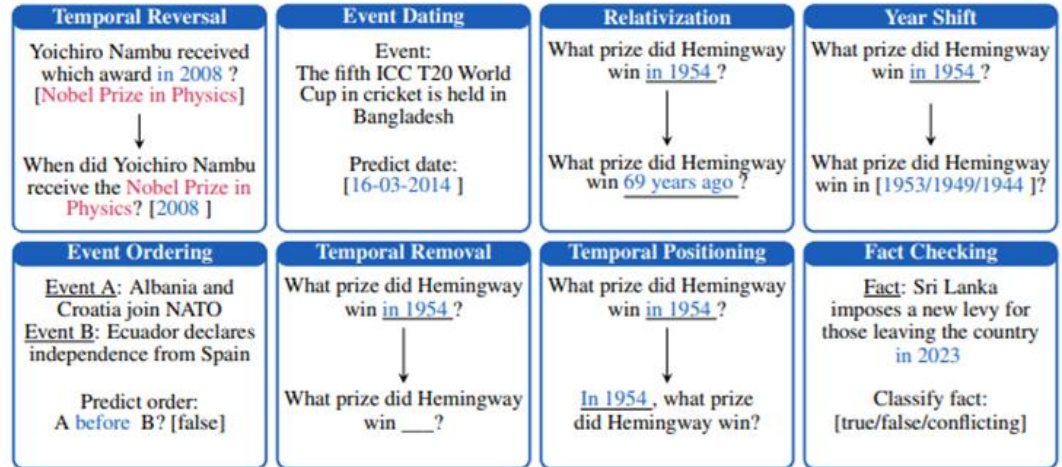 Temporal Reversal
Yoichiro Nambu received
which award in 2008 ?
[Nobel Prize in Physics]
When did Yoichiro Nambu
receive the Nobel Prize in
Physics? [2008 ]
Event Dating
Event:
The fifth ICC T20 World
Cup in cricket is held in
Bangladesh
Predict date:
[16-03-2014 ]
Relativization
What prize did Hemingway
win in 1954 ?
What prize did Hemingway
win 69 years ago ?
Year Shift
What prize did Hemingway
win in 1954 ?
What prize did Hemingway
win in [1953/1949/1944 ]?
Event Ordering
Event A: Albania and
Croatia join NATO
Event B: Ecuador declares
independence from Spain
Predict order:
A before B? [false]
Temporal Removal
What prize did Hemingway
win in 1954 ?
What prize did Hemingway
win ___?
Temporal Positioning
What prize did Hemingway
win in 1954 ?
In 1954 , what prize
did Hemingway win?
Fact Checking
Fact: Sri Lanka
imposes a new levy for
those leaving the country
in 2023
Classify fact:
[true/false/conflicting]